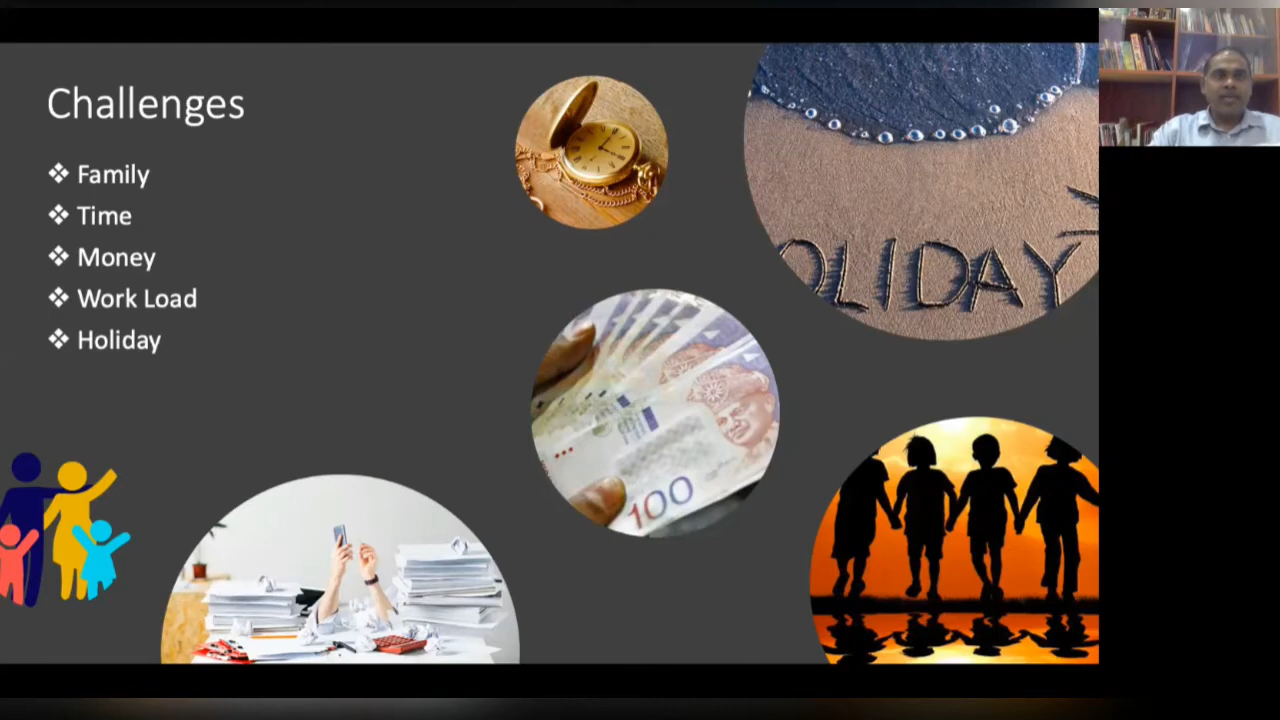 Challenges
❖ Family
❖ Time
❖ Money
❖ Work Load
❖ Holiday
OLIDAY
100